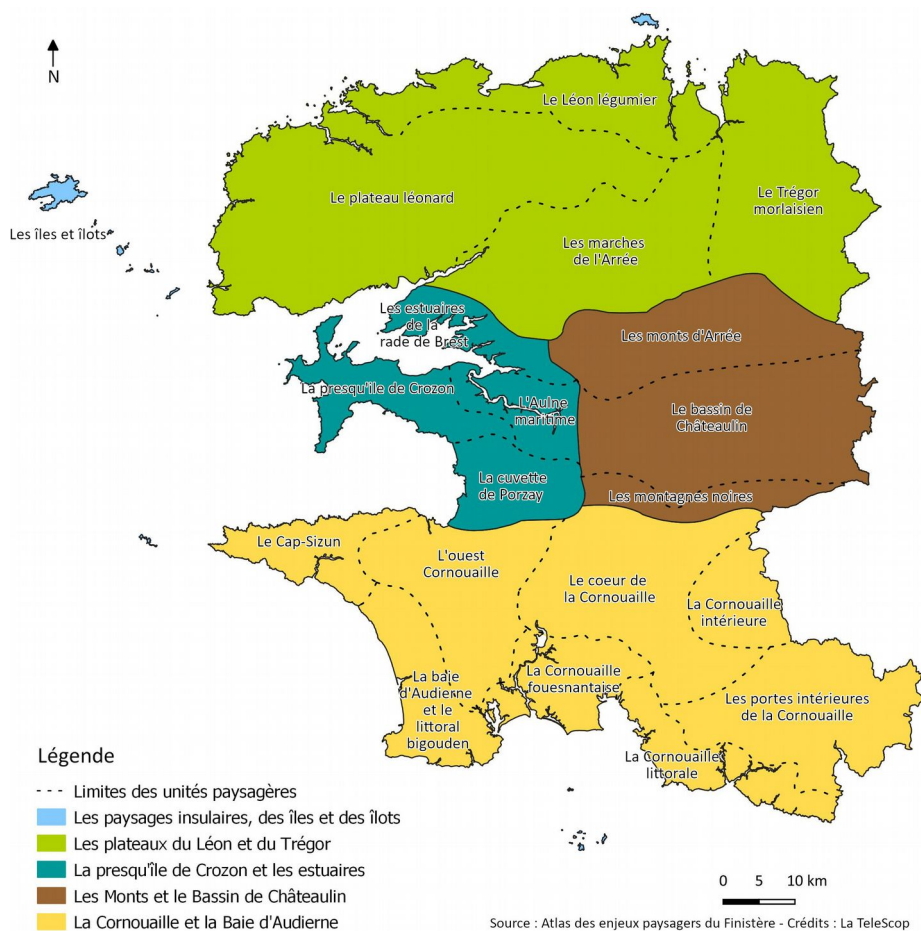 N
Le Léon légumier
Le plateau léonard
Le Trégor
morlaisien
Les îles et îlots
Les marches
de l'Arrée
Les estuaires
de la
rade de Brest
Les monts d'Arrée
La presqu'île de Crozon
L'Aulne
maritime
Le bassin de
Châteaulin
La cuvette
de Porzay
Les montagnes noires
Le Cap-Sizun
L'ouest
Cornouaille
Le coeur de
la Cornouaille
La Cornouaille
intérieure
La baie
d'Audienne
et le
littoral
bigouden
La Cornouaille
fouesnantaise
Les portes intérieures
de la Cornouaille
La Cornouaille
littorale
Légende
Limites des unités paysagères
Les paysages insulaires, des îles et des îlots
Les plateaux du Léon et du Trégor
La presqu'île de Crozon et les estuaires
Les Monts et le Bassin de Châteaulin
La Cornouaille et la Baie d'Audierne
0 5 10 km
Source : Atlas des enjeux paysagers du Finistère - Crédits : La TeleScop